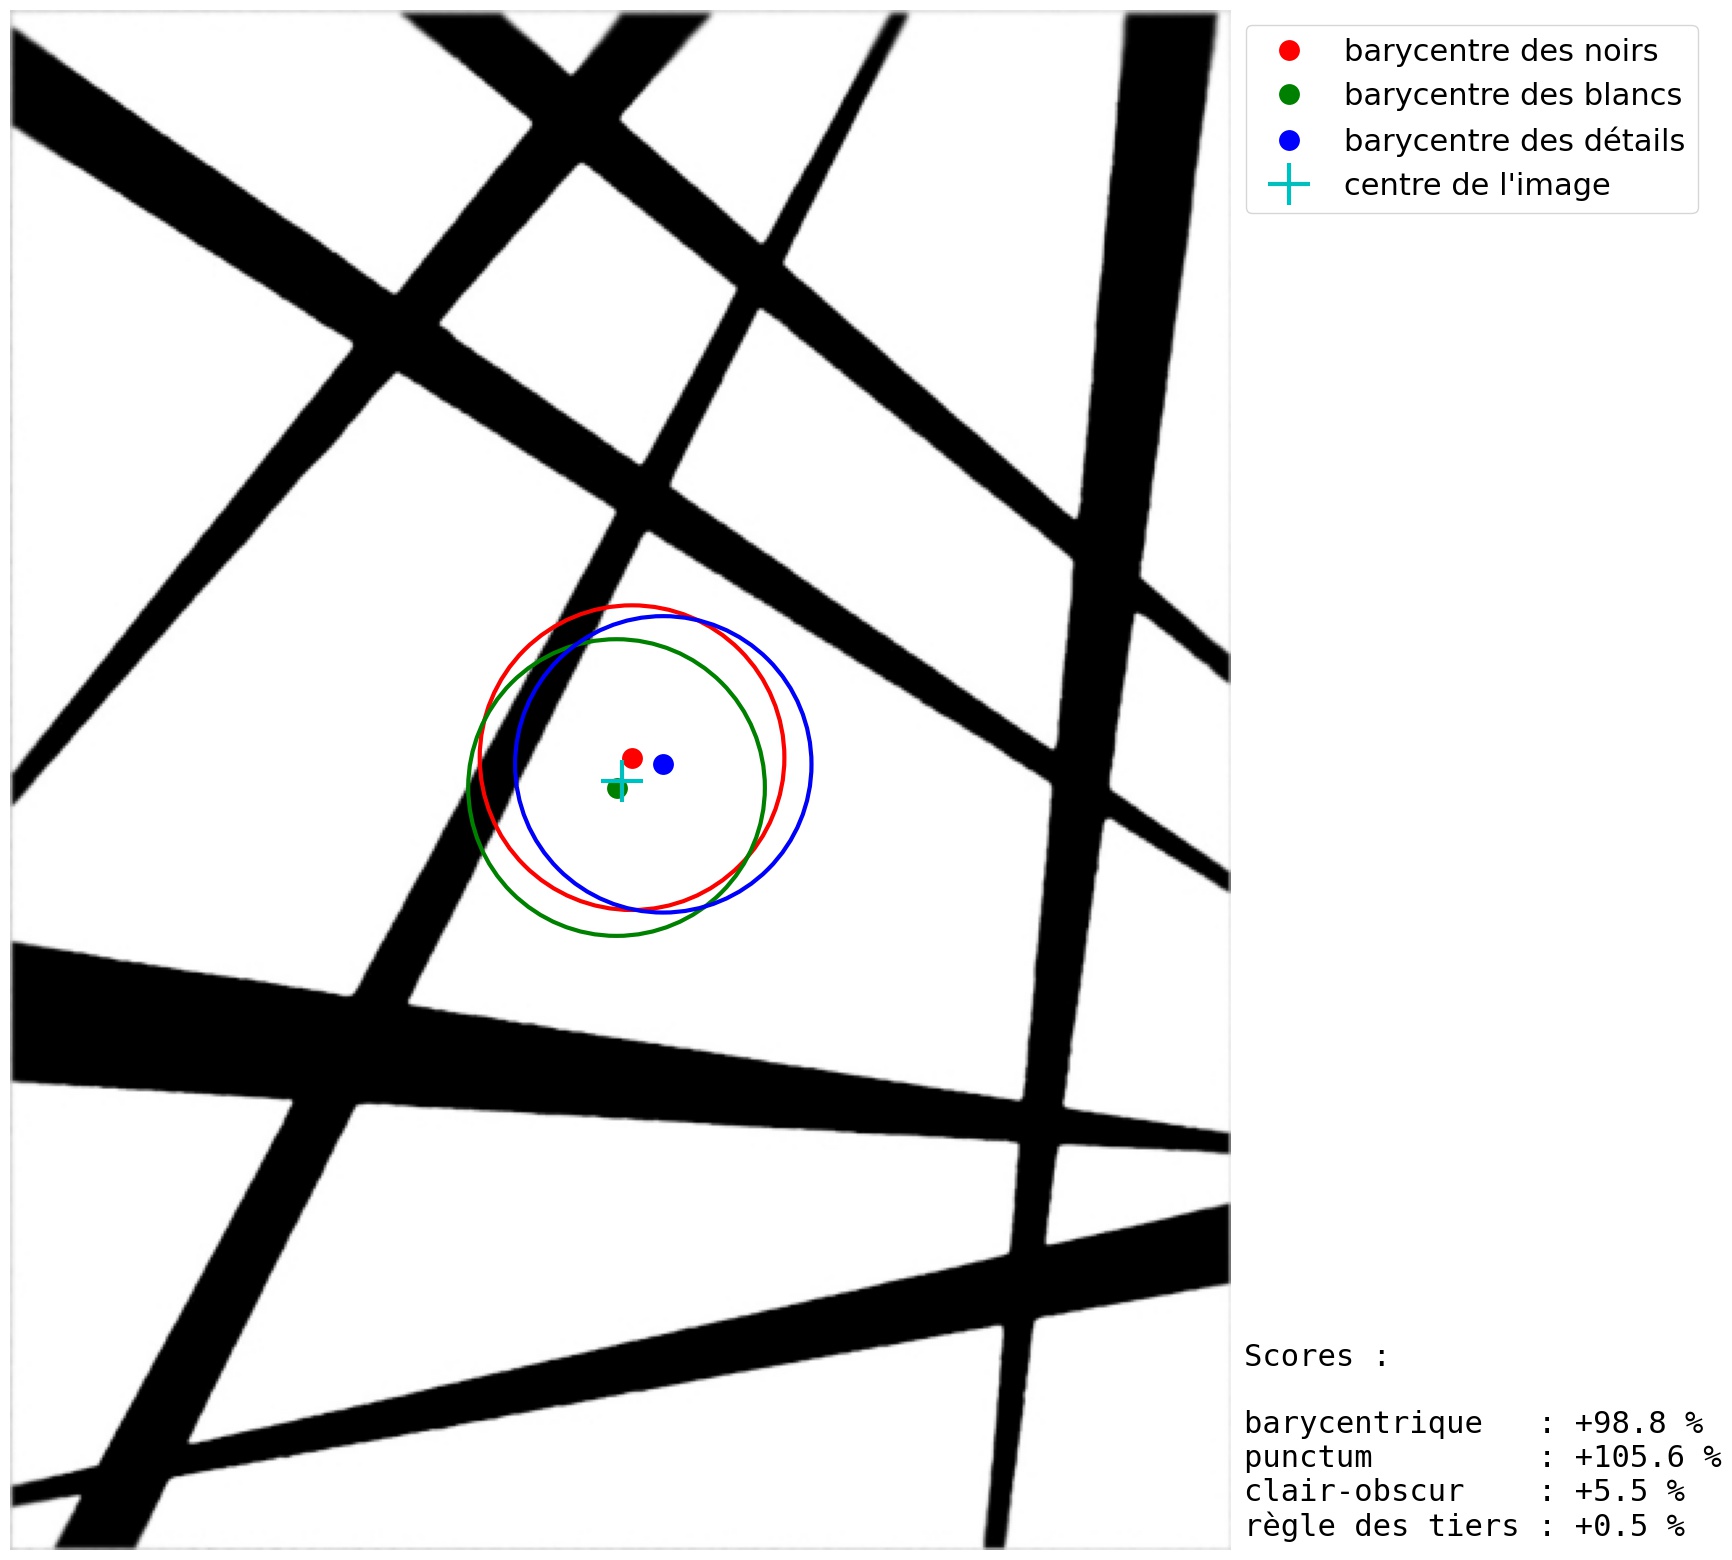 barycentre des noirs
barycentre des blancs
barycentre des détails
centre de l'image
Scores :
barycentrique : +98.8 %
punctum : +105.6 %
clair-obscur : +5.5 %
règle des tiers : +0.5 %